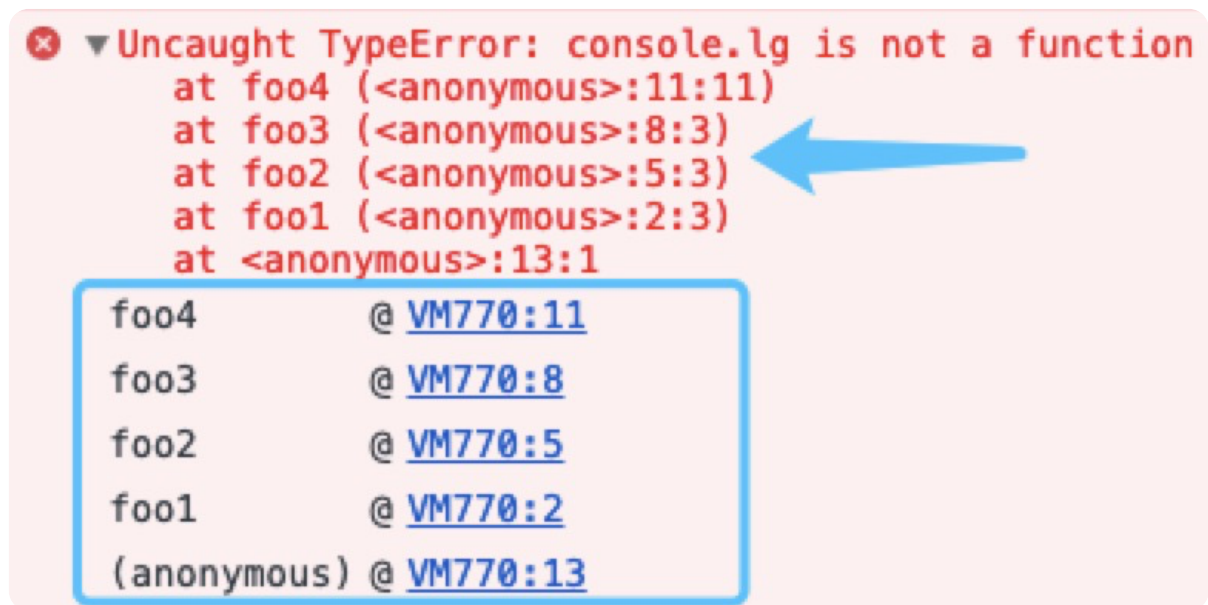 Uncaught TypeError: console.lg is not a function
at foo4 (<anonymous>:11:11)
at foo3 (<anonymous>:8:3)
at foo2 (<anonymous>:5:3)
at foo1 (<anonymous>:2:3)
at <anonymous>:13:1
foo4 @ VM770:11
foo3 @ VM770:8
foo2 @ VM770:5
foo1 @ VM770:2
(anonymous) @ VM770:13